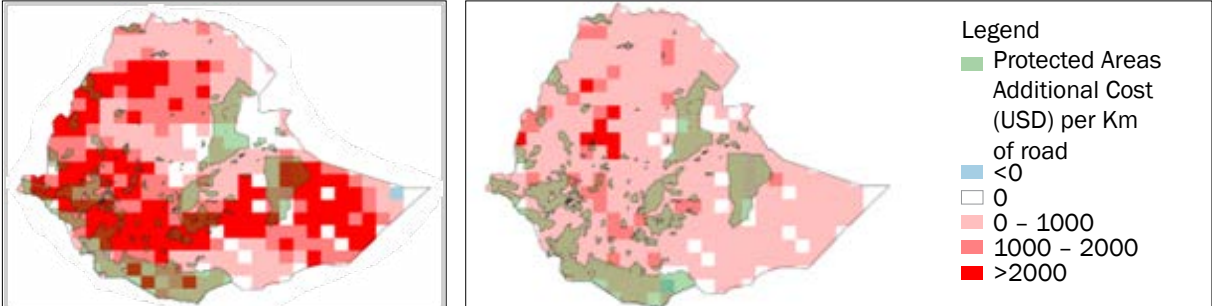 Legend
Protected Areas
Additional Cost
(USD) per Km
of road
<0
0
0 – 1000
1000 – 2000
>2000